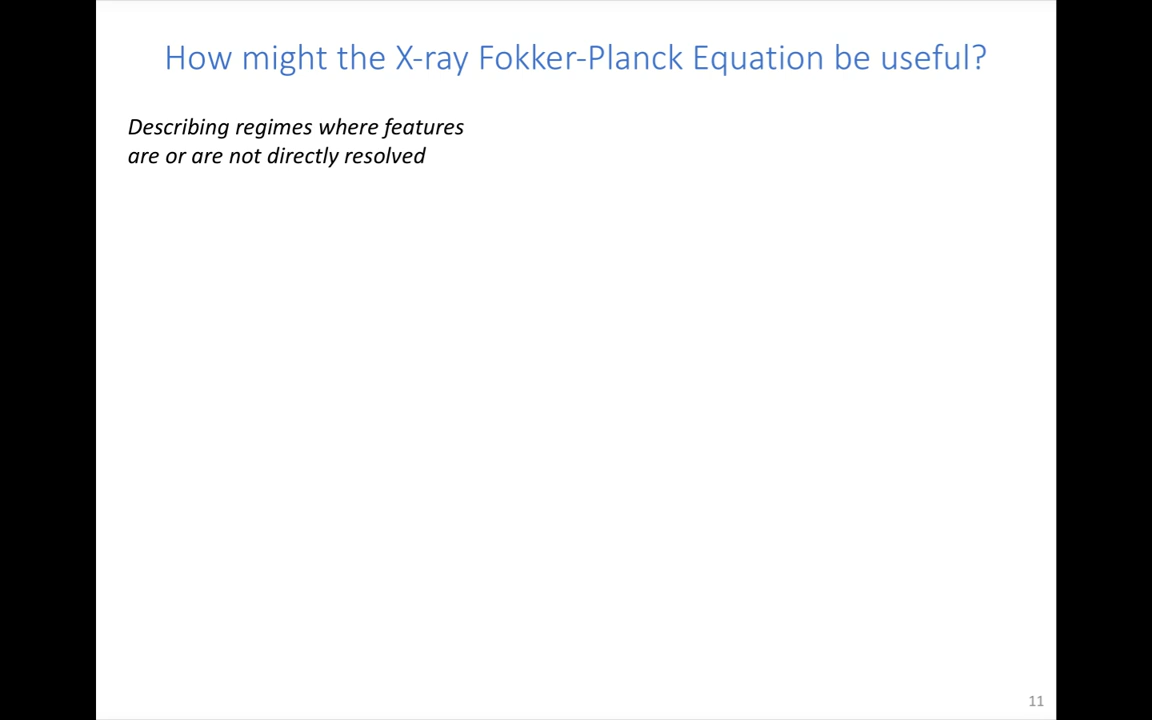 How might the X-ray Fokker-Planck Equation be useful?
Describing regimes where features
are or are not directly resolved
11